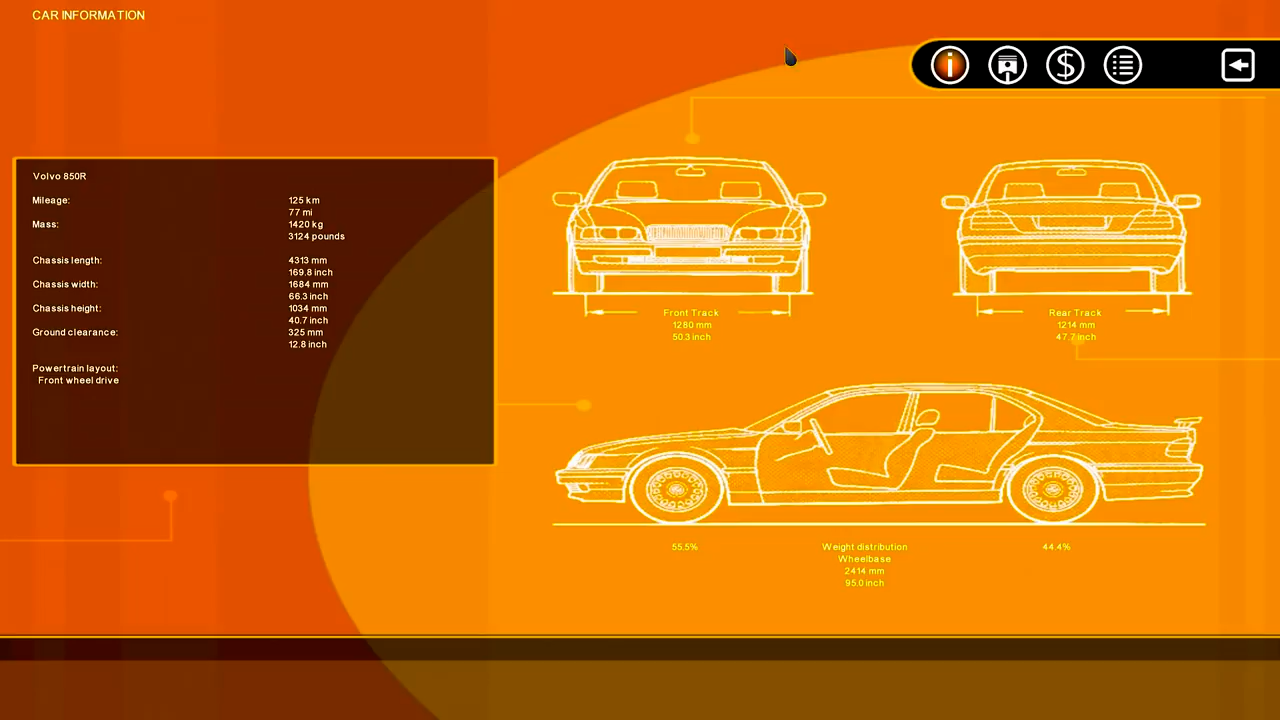 CAR INFORMATION
Volvo 850R
Mileage: 125 km
77 mi
Mass: 1420 kg
3124 pounds
Chassis length: 4313 mm
169.8 inch
Chassis width: 1684 mm
66.3 inch
Chassis height: 1034 mm
40.7 inch
Ground clearance: 325 mm
12.8 inch
Powertrain layout:
Front wheel drive
Front Track
1280 mm
50.3 inch
Rear Track
1214 mm
47.7 inch
55.5% Weight distribution 44.4%
Wheelbase
2414 mm
95.0 inch